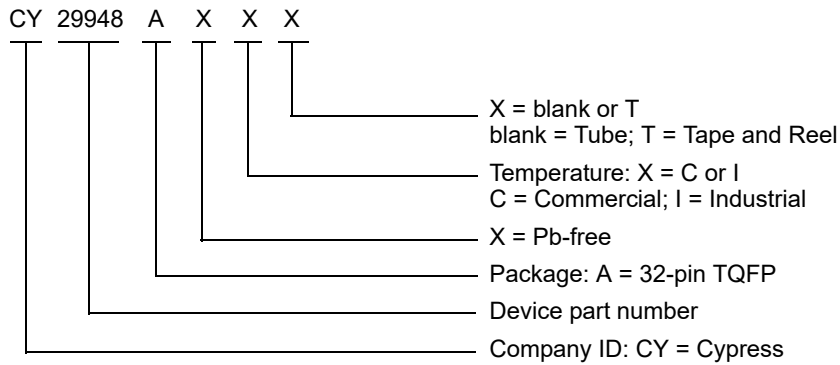 CY 29948 A X X X
X = blank or T
blank = Tube; T = Tape and Reel
Temperature: X = C or I
C = Commercial; I = Industrial
X = Pb-free
Package: A = 32-pin TQFP
Device part number
Company ID: CY = Cypress